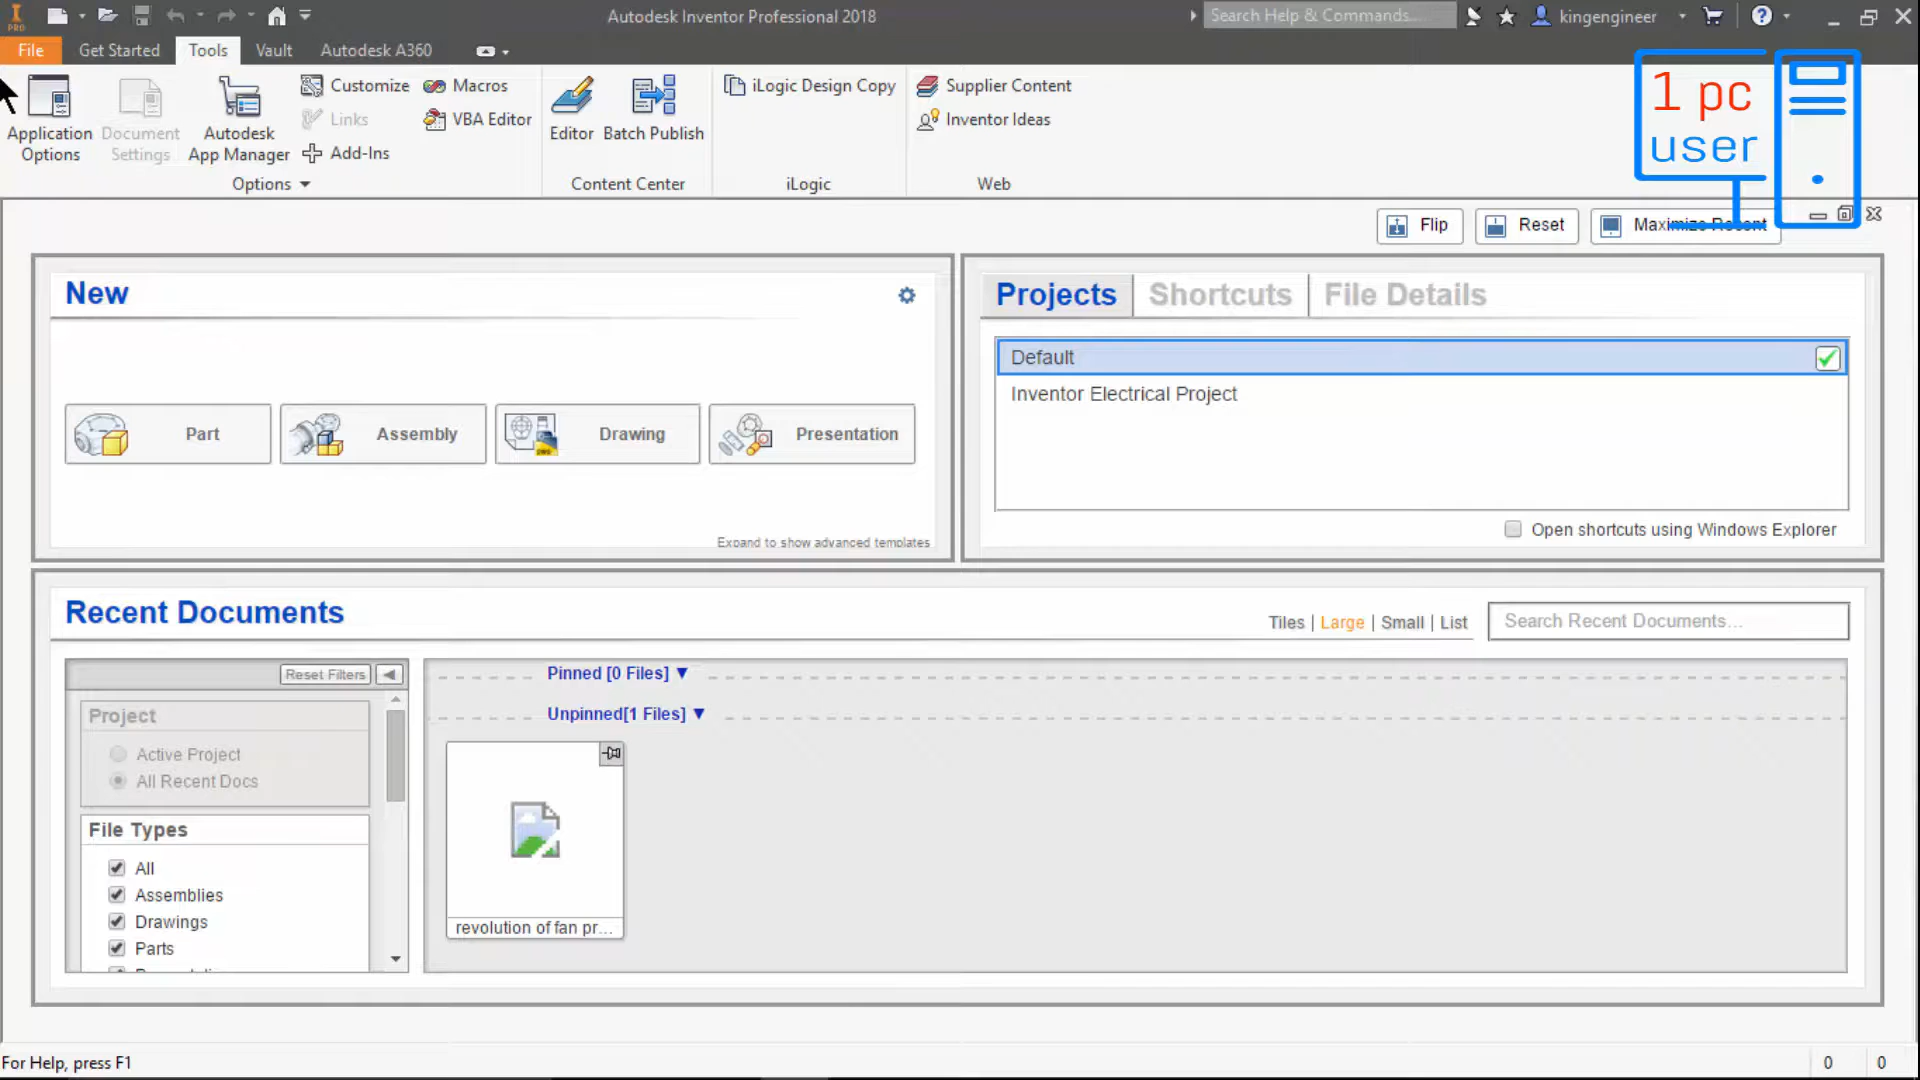 PRO
Autodesk Inventor Professional 2018
Search Help & Commands...
kingengineer
File
Get Started
Tools
Vault
Autodesk A360
Application Options
Document Settings
Autodesk App Manager
Customize
Links
Add-Ins
Macros
VBA Editor
Options
Editor
Batch Publish
Content Center
iLogic Design Copy
iLogic
Supplier Content
Inventor Ideas
Web
1 pc
user
Flip
Reset
Maximize Recent
New
Part
Assembly
Drawing
Presentation
Expand to show advanced templates
Projects
Shortcuts
File Details
Default
Inventor Electrical Project
Open shortcuts using Windows Explorer
Recent Documents
Tiles | Large | Small | List
Search Recent Documents...
Reset Filters
Project
Active Project
All Recent Docs
File Types
All
Assemblies
Drawings
Parts
Pinned [0 Files]
Unpinned[1 Files]
revolution of fan pr...
For Help, press F1
0 0